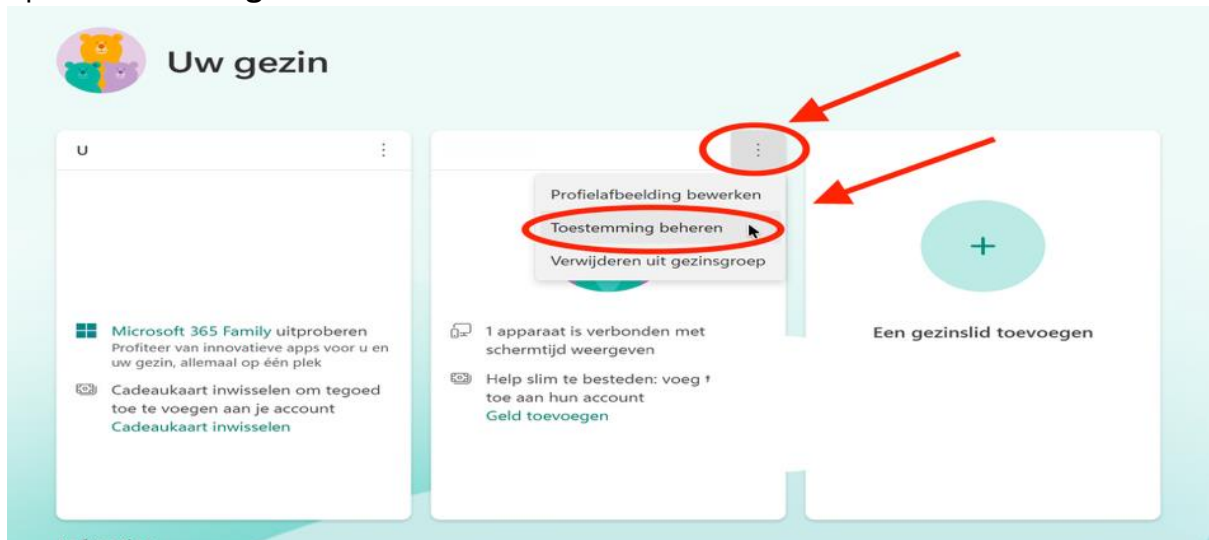 Uw gezin
U
Profielafbeelding bewerken
Toestemming beheren
Verwijderen uit gezinsgroep
Microsoft 365 Family uitproberen
Profiteer van innovatieve apps voor u en
uw gezin, allemaal op één plek
Cadeaukaart inwisselen om tegoed
toe te voegen aan je account
Cadeaukaart inwisselen
1 apparaat is verbonden met
schermtijd weergeven
Help slim te besteden: voeg
toe aan hun account
Geld toevoegen
Een gezinslid toevoegen